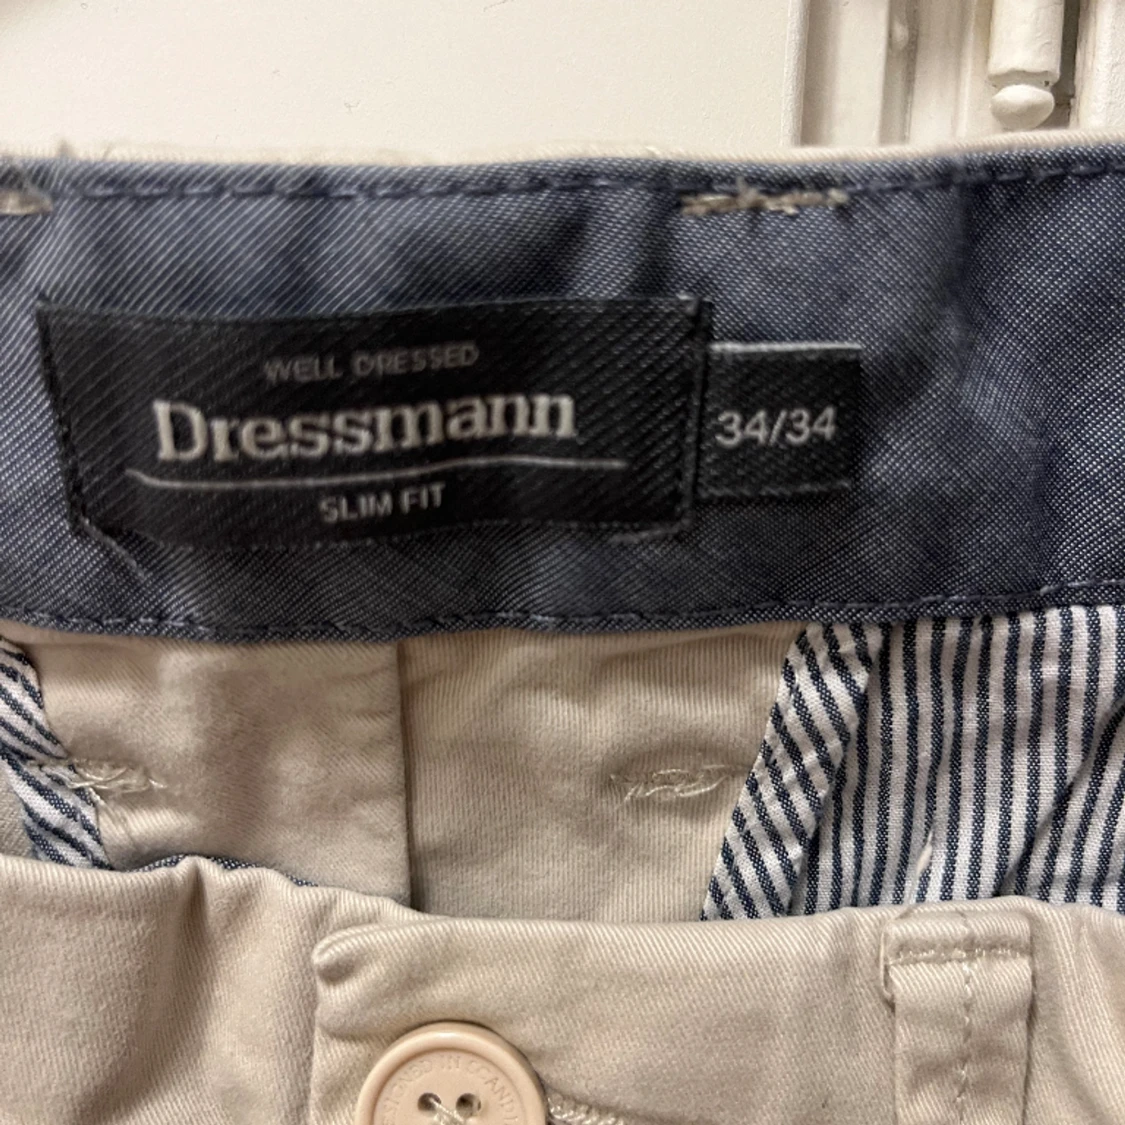 WELL DRESSED
Dressmann
SLIM FIT
34/34